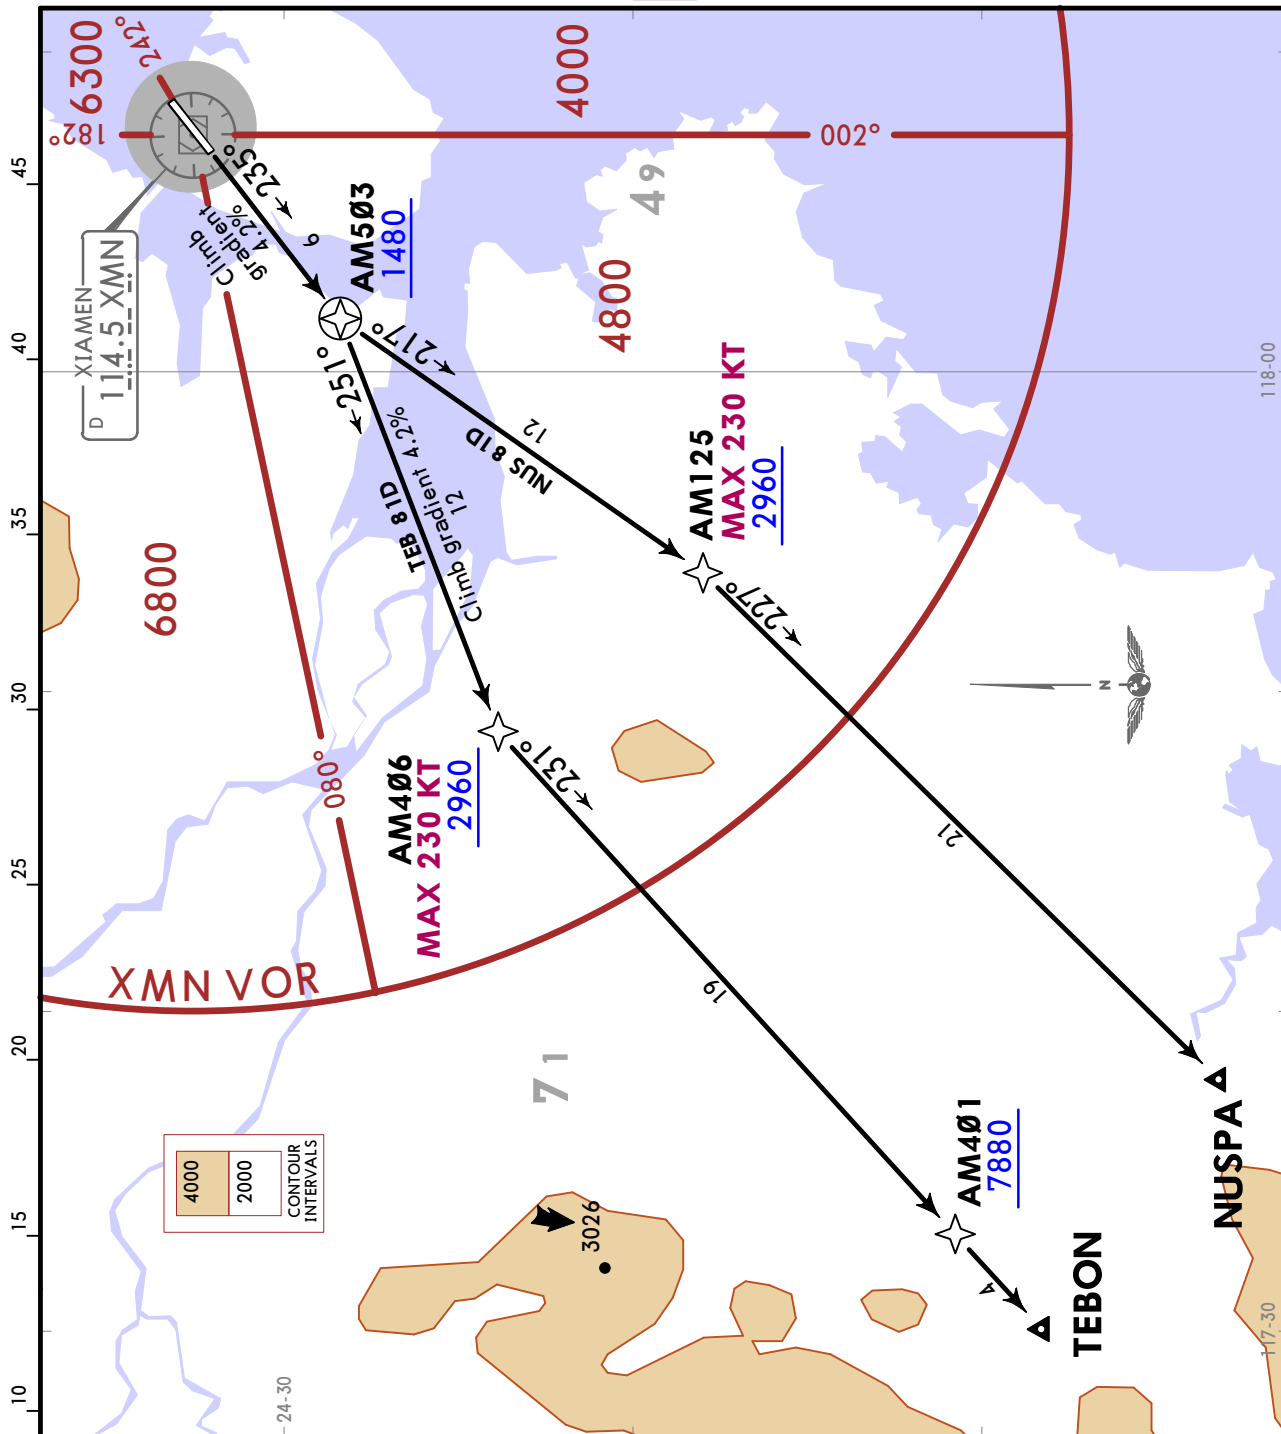 6300
242°
182°
4000
002°
45
40
35
30
25
20
15
10
D
XIAMEN
114.5 XMN
←235°
6
Climb
gradient
4.2%
AM5Ø3
1480
49
4800
←251°
←217°
TEB 81D
Climb gradient 4.2%
12
NUS 81D
12
AM125
MAX 230 KT
2960
118-00
6800
080°
←227°
N
AM4Ø6
MAX 230 KT
2960
←231°
21
19
XMN VOR
71
4000
2000
CONTOUR
INTERVALS
3026
AM4Ø1
7880
4
TEBON
NUSPA
24-30
117-30